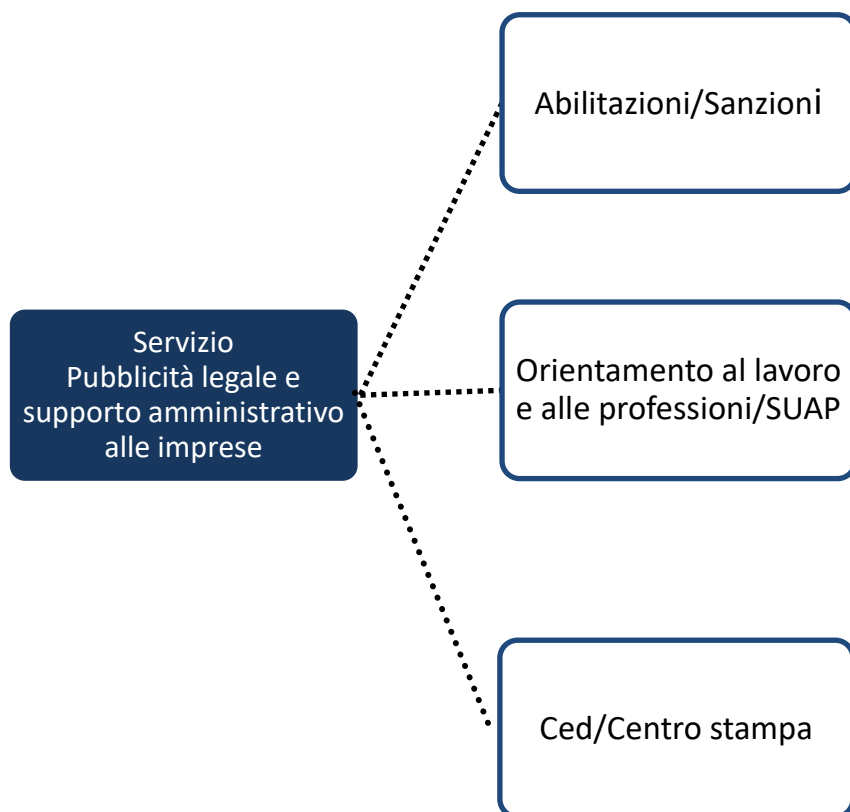 Abilitazioni/Sanzioni
Servizio
Pubblicità legale e
supporto amministrativo
alle imprese
Orientamento al lavoro
e alle professioni/SUAP
Ced/Centro stampa